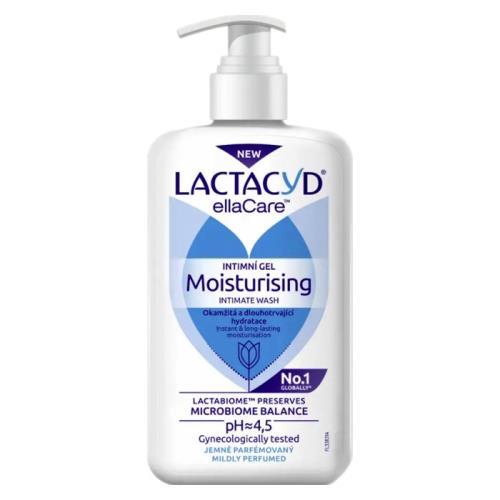 NEW
LACTACYD®
ellaCare™
INTIMNÍ GEL
Moisturising
INTIMATE WASH
Okamžitá a dlouhotrvající
hydratace
Instant & long-lasting
moisturisation
No.1
GLOBALLY*
LACTABIOME™ PRESERVES
MICROBIOME BALANCE
pH≈4,5
Gynecologically tested
JEMNĚ PARFÉMOVANÝ
MILDLY PERFUMED